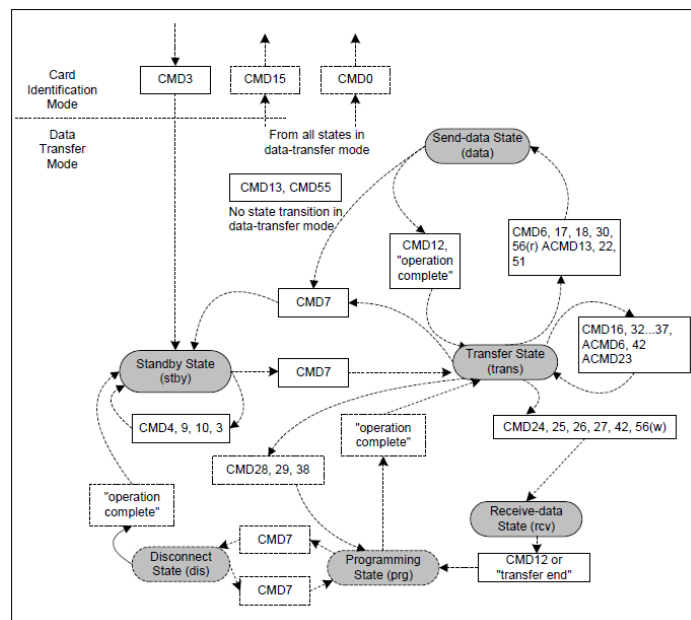 Card
Identification
Mode
CMD3
CMD15
CMD0
Data
Transfer
Mode
From all states in
data-transfer mode
Send-data State
(data)
CMD13, CMD55
No state transition in
data-transfer mode
CMD12,
"operation
complete"
CMD6, 17, 18, 30,
56(r) ACMD13, 22,
51
CMD7
CMD16, 32...37,
ACMD6, 42
ACMD23
Standby State
(stby)
CMD7
Transfer State
(trans)
CMD4, 9, 10, 3
"operation
complete"
CMD24, 25, 26, 27, 42, 56(w)
CMD28, 29, 38
"operation
complete"
Receive-data
State (rcv)
CMD7
Disconnect
State (dis)
Programming
State (prg)
CMD12 or
"transfer end"
CMD7